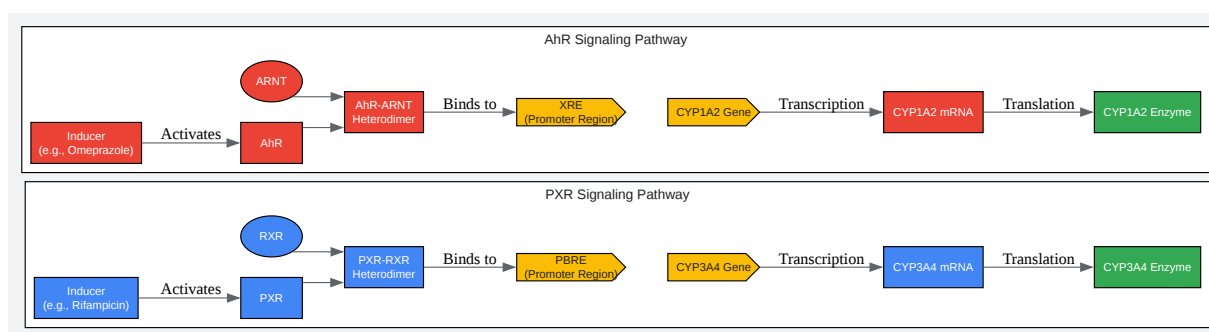 AhR Signaling Pathway
ARNT
AhR-ARNT
Heterodimer
Binds to
XRE
(Promoter Region)
CYP1A2 Gene
Transcription
CYP1A2 mRNA
Translation
CYP1A2 Enzyme
Inducer
(e.g., Omeprazole)
Activates
AhR
PXR Signaling Pathway
RXR
PXR-RXR
Heterodimer
Binds to
PBRE
(Promoter Region)
CYP3A4 Gene
Transcription
CYP3A4 mRNA
Translation
CYP3A4 Enzyme
Inducer
(e.g., Rifampicin)
Activates
PXR